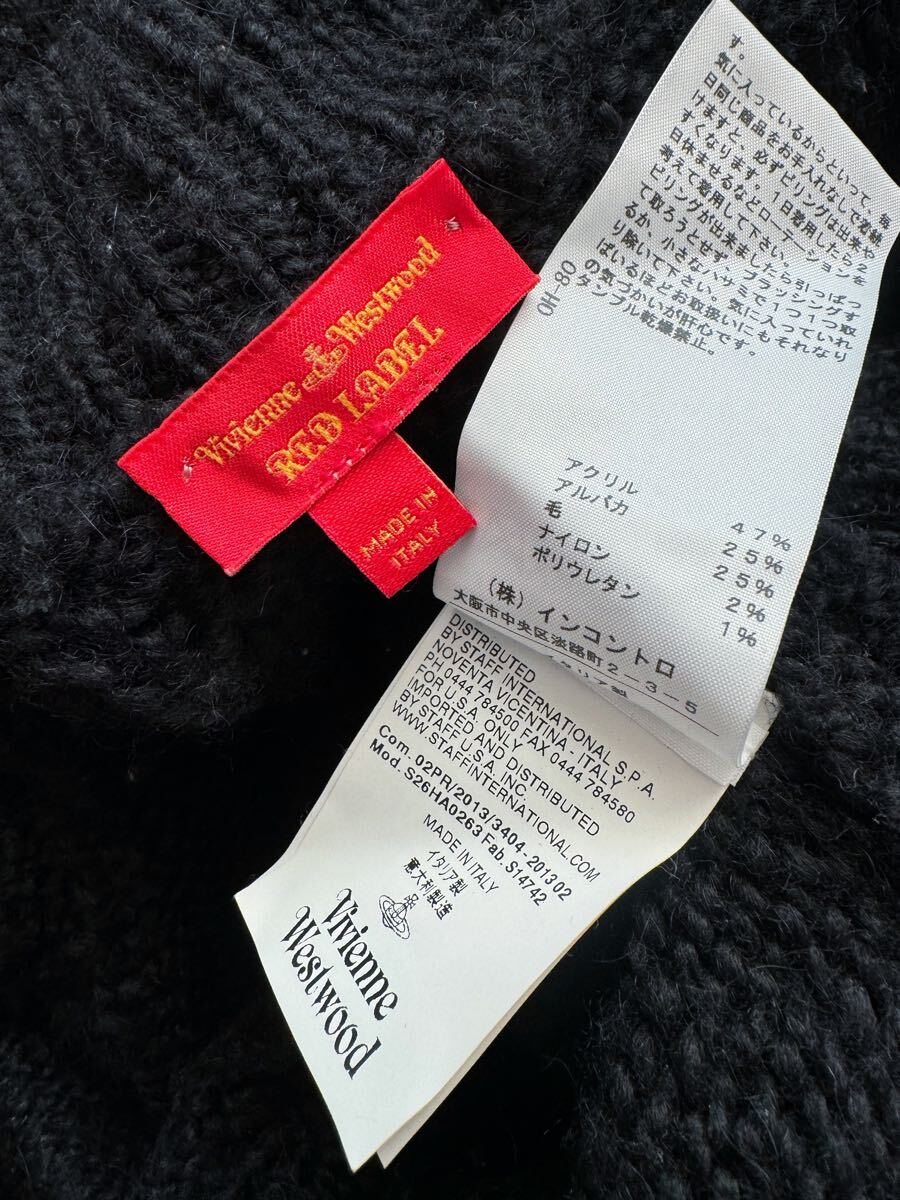 Vivienne Westwood
RED LABEL
MADE IN
ITALY
す。
気に入っているからといって、毎
日同じ商品をお手入れなしで着続
けますと、必ずピリングは出来や
すくなります。1日着用したら2
日休ませるなどローテーションを
考えて着用して下さい。
ピリングが出来ましたら引っぱっ
て取ろうとせず、ブラッシングす
るか、小さなハサミで1つ1つ取
り除いて下さい。気に入っていれ
ばいるほどお取扱いにもそれなり
の気づかいが肝心です。
タンブル乾燥禁止。
アクリル 47%
アルパカ 25%
毛 25%
ナイロン 2%
ポリウレタン 1%
(株)インコントロ
大阪市中央区淡路町2-3-5
イタリア製
DISTRIBUTED
BY STAFF INTERNATIONAL S.P.A.
NOVENTA VICENTINA - ITALY
PH 0444 784500 FAX 0444 784580
FOR U.S.A. ONLY
IMPORTED AND DISTRIBUTED
BY STAFF U.S.A. INC.
WWW.STAFFINTERNATIONAL.COM
Com. 02PR/2013/3404-201302
Mod. S26HA0263 Fab. S14742
MADE IN ITALY
イタリア製
意大利製造
Vivienne
Westwood